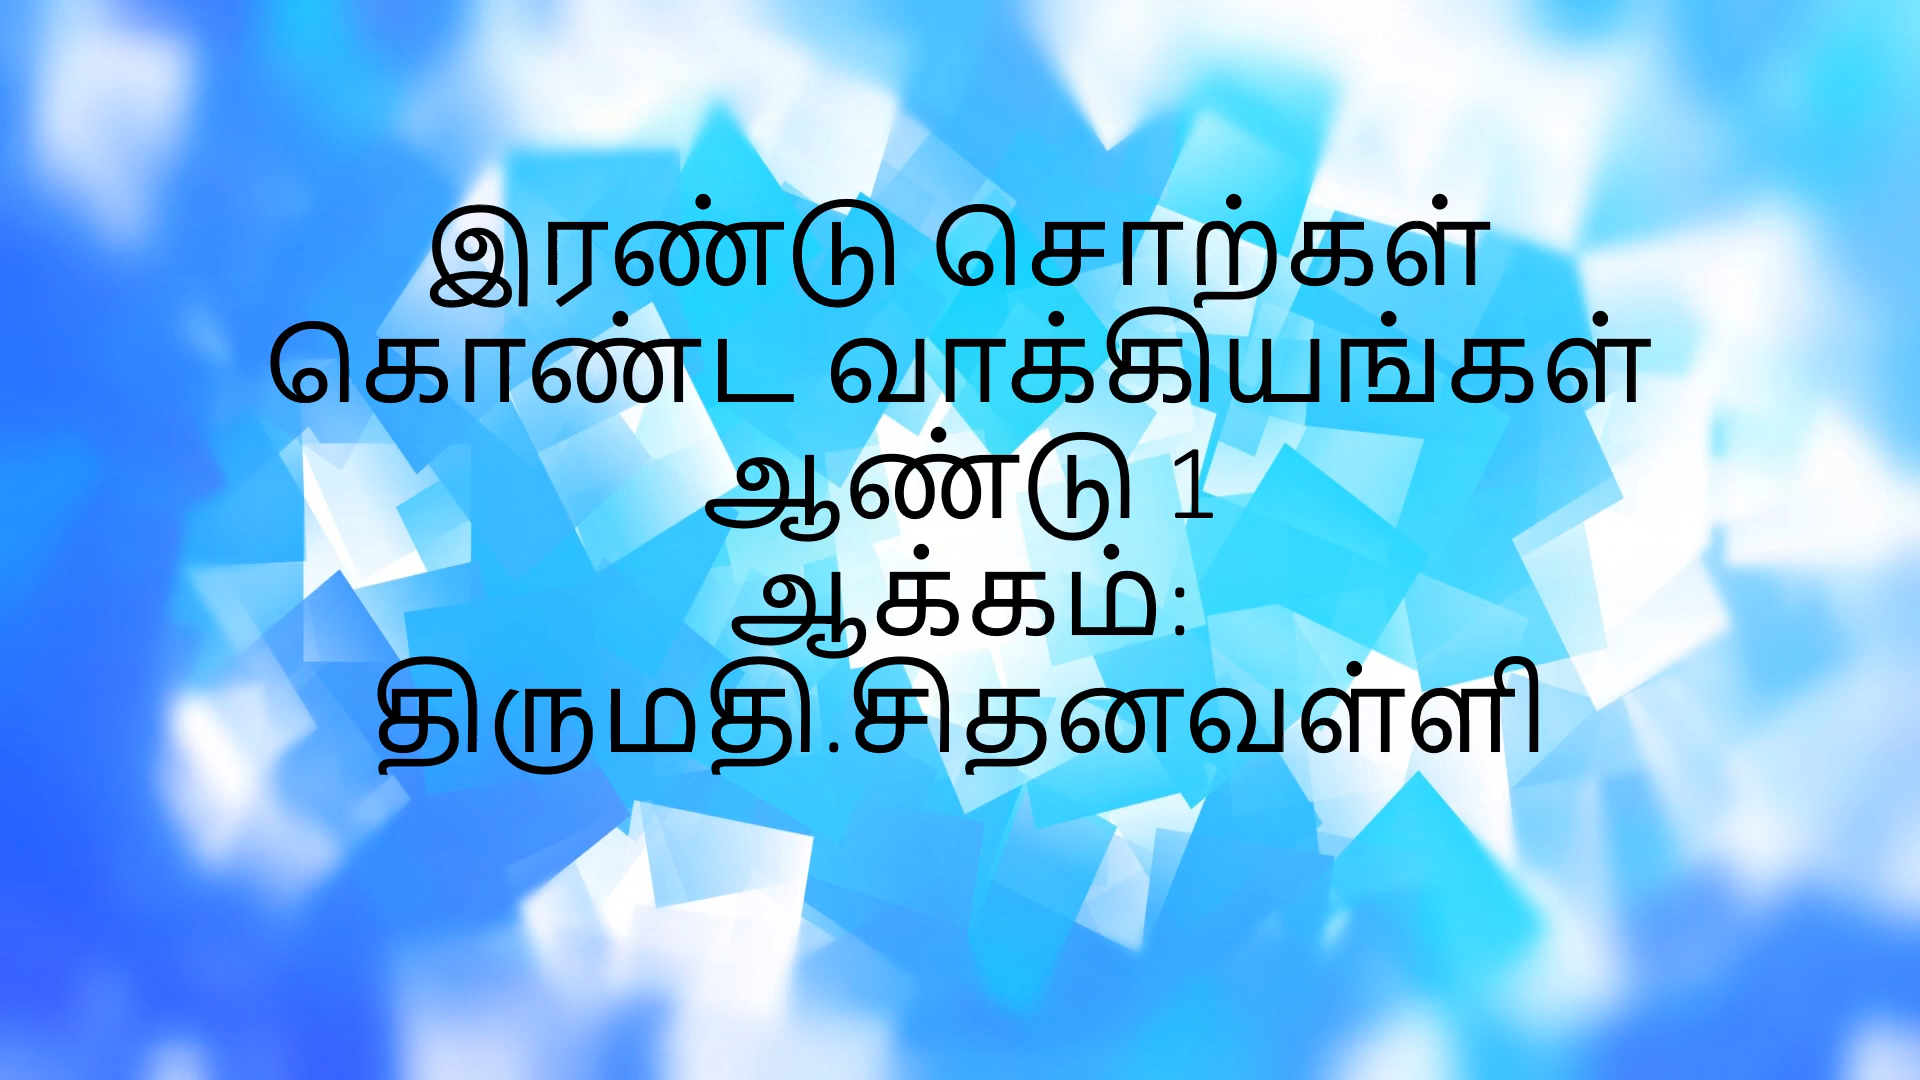 இரண்டு சொற்கள்
கொண்ட வாக்கியங்கள்
ஆண்டு 1
ஆக்கம்:
திருமதி.சிதனவள்ளி